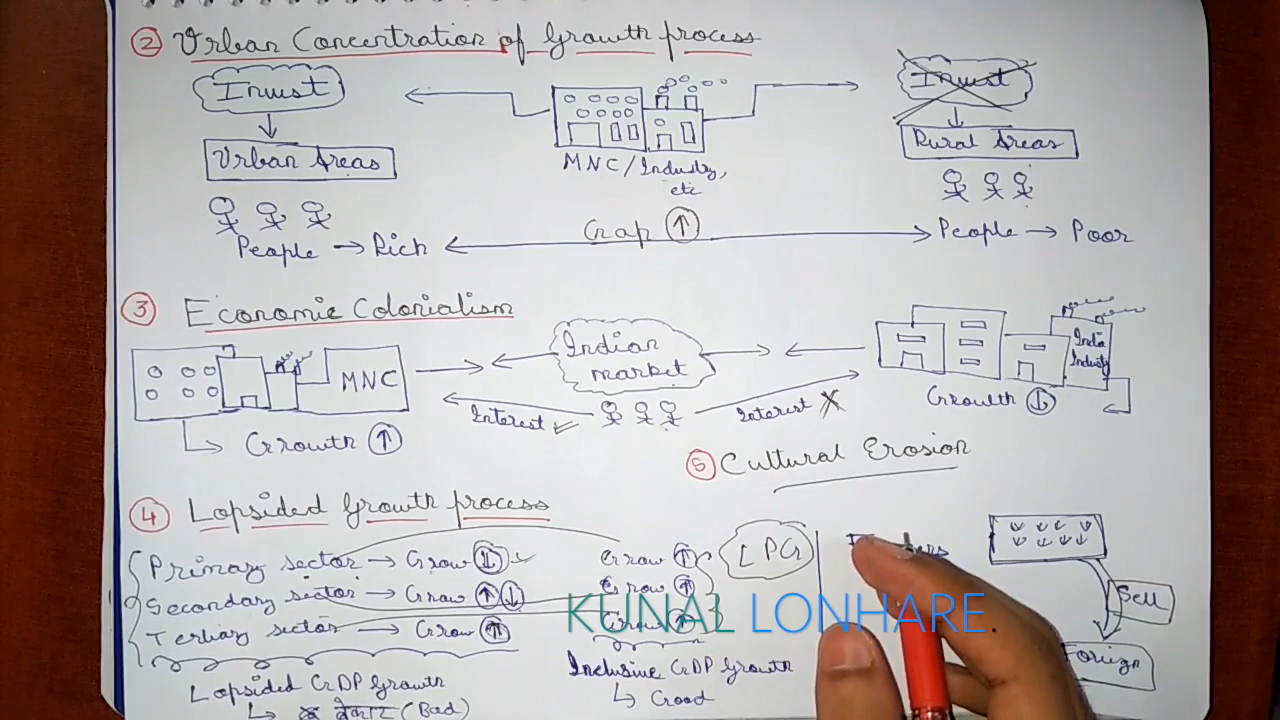 ② Urban Concentration of Growth process
Invest
Invest
Urban Areas
Rural Areas
MNC/Industry,
etc
People → Rich
Gap ↑
People → Poor
③ Economic Colonialism
MNC
Indian
market
India
Industry
Interest ✓
Interest ✗
Growth ↑
Growth ↓
⑤ Cultural Erosion
④ Lopsided Growth process
Primary sector → Grow ↓
Grow ↑
Secondary sector → Grow ↑ ↓
Grow ↑
Tertiary sector → Grow ↑
Grow ↑
LPG
Sell
Foreign
KUNAL LONHARE.
Lopsided GDP Growth
↳ बेकार (Bad)
Inclusive GDP Growth
↳ Good